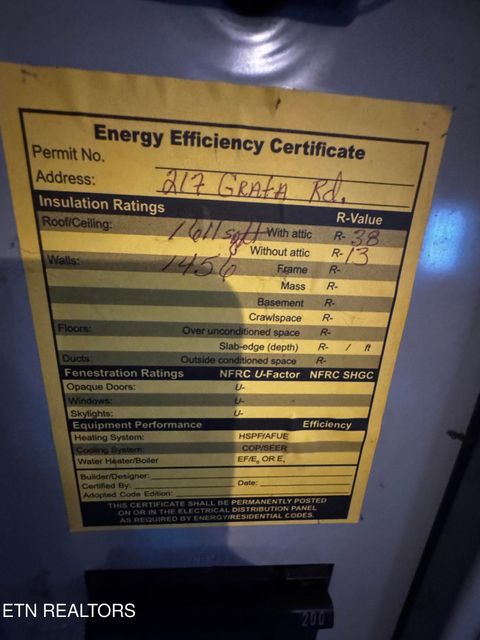 Energy Efficiency Certificate
Permit No.
Address: 217 Grata Rd.
Insulation Ratings R-Value
Roof/Ceiling: 1611 sqft With attic R- 38
Without attic R- 13
Walls: 1456 Frame R-
Mass R-
Basement R-
Crawlspace R-
Floors: Over unconditioned space R-
Slab-edge (depth) R- / ft
Ducts: Outside conditioned space R-
Fenestration Ratings NFRC U-Factor NFRC SHGC
Opaque Doors: U-
Windows: U-
Skylights: U-
Equipment Performance Efficiency
Heating System: HSPF/AFUE
Cooling System: COP/SEER
Water Heater/Boiler EF/Et OR Et
Builder/Designer:
Certified By: Date:
Adopted Code Edition:
THIS CERTIFICATE SHALL BE PERMANENTLY POSTED
ON OR IN THE ELECTRICAL DISTRIBUTION PANEL
AS REQUIRED BY ENERGY/RESIDENTIAL CODES.
200
ETN REALTORS